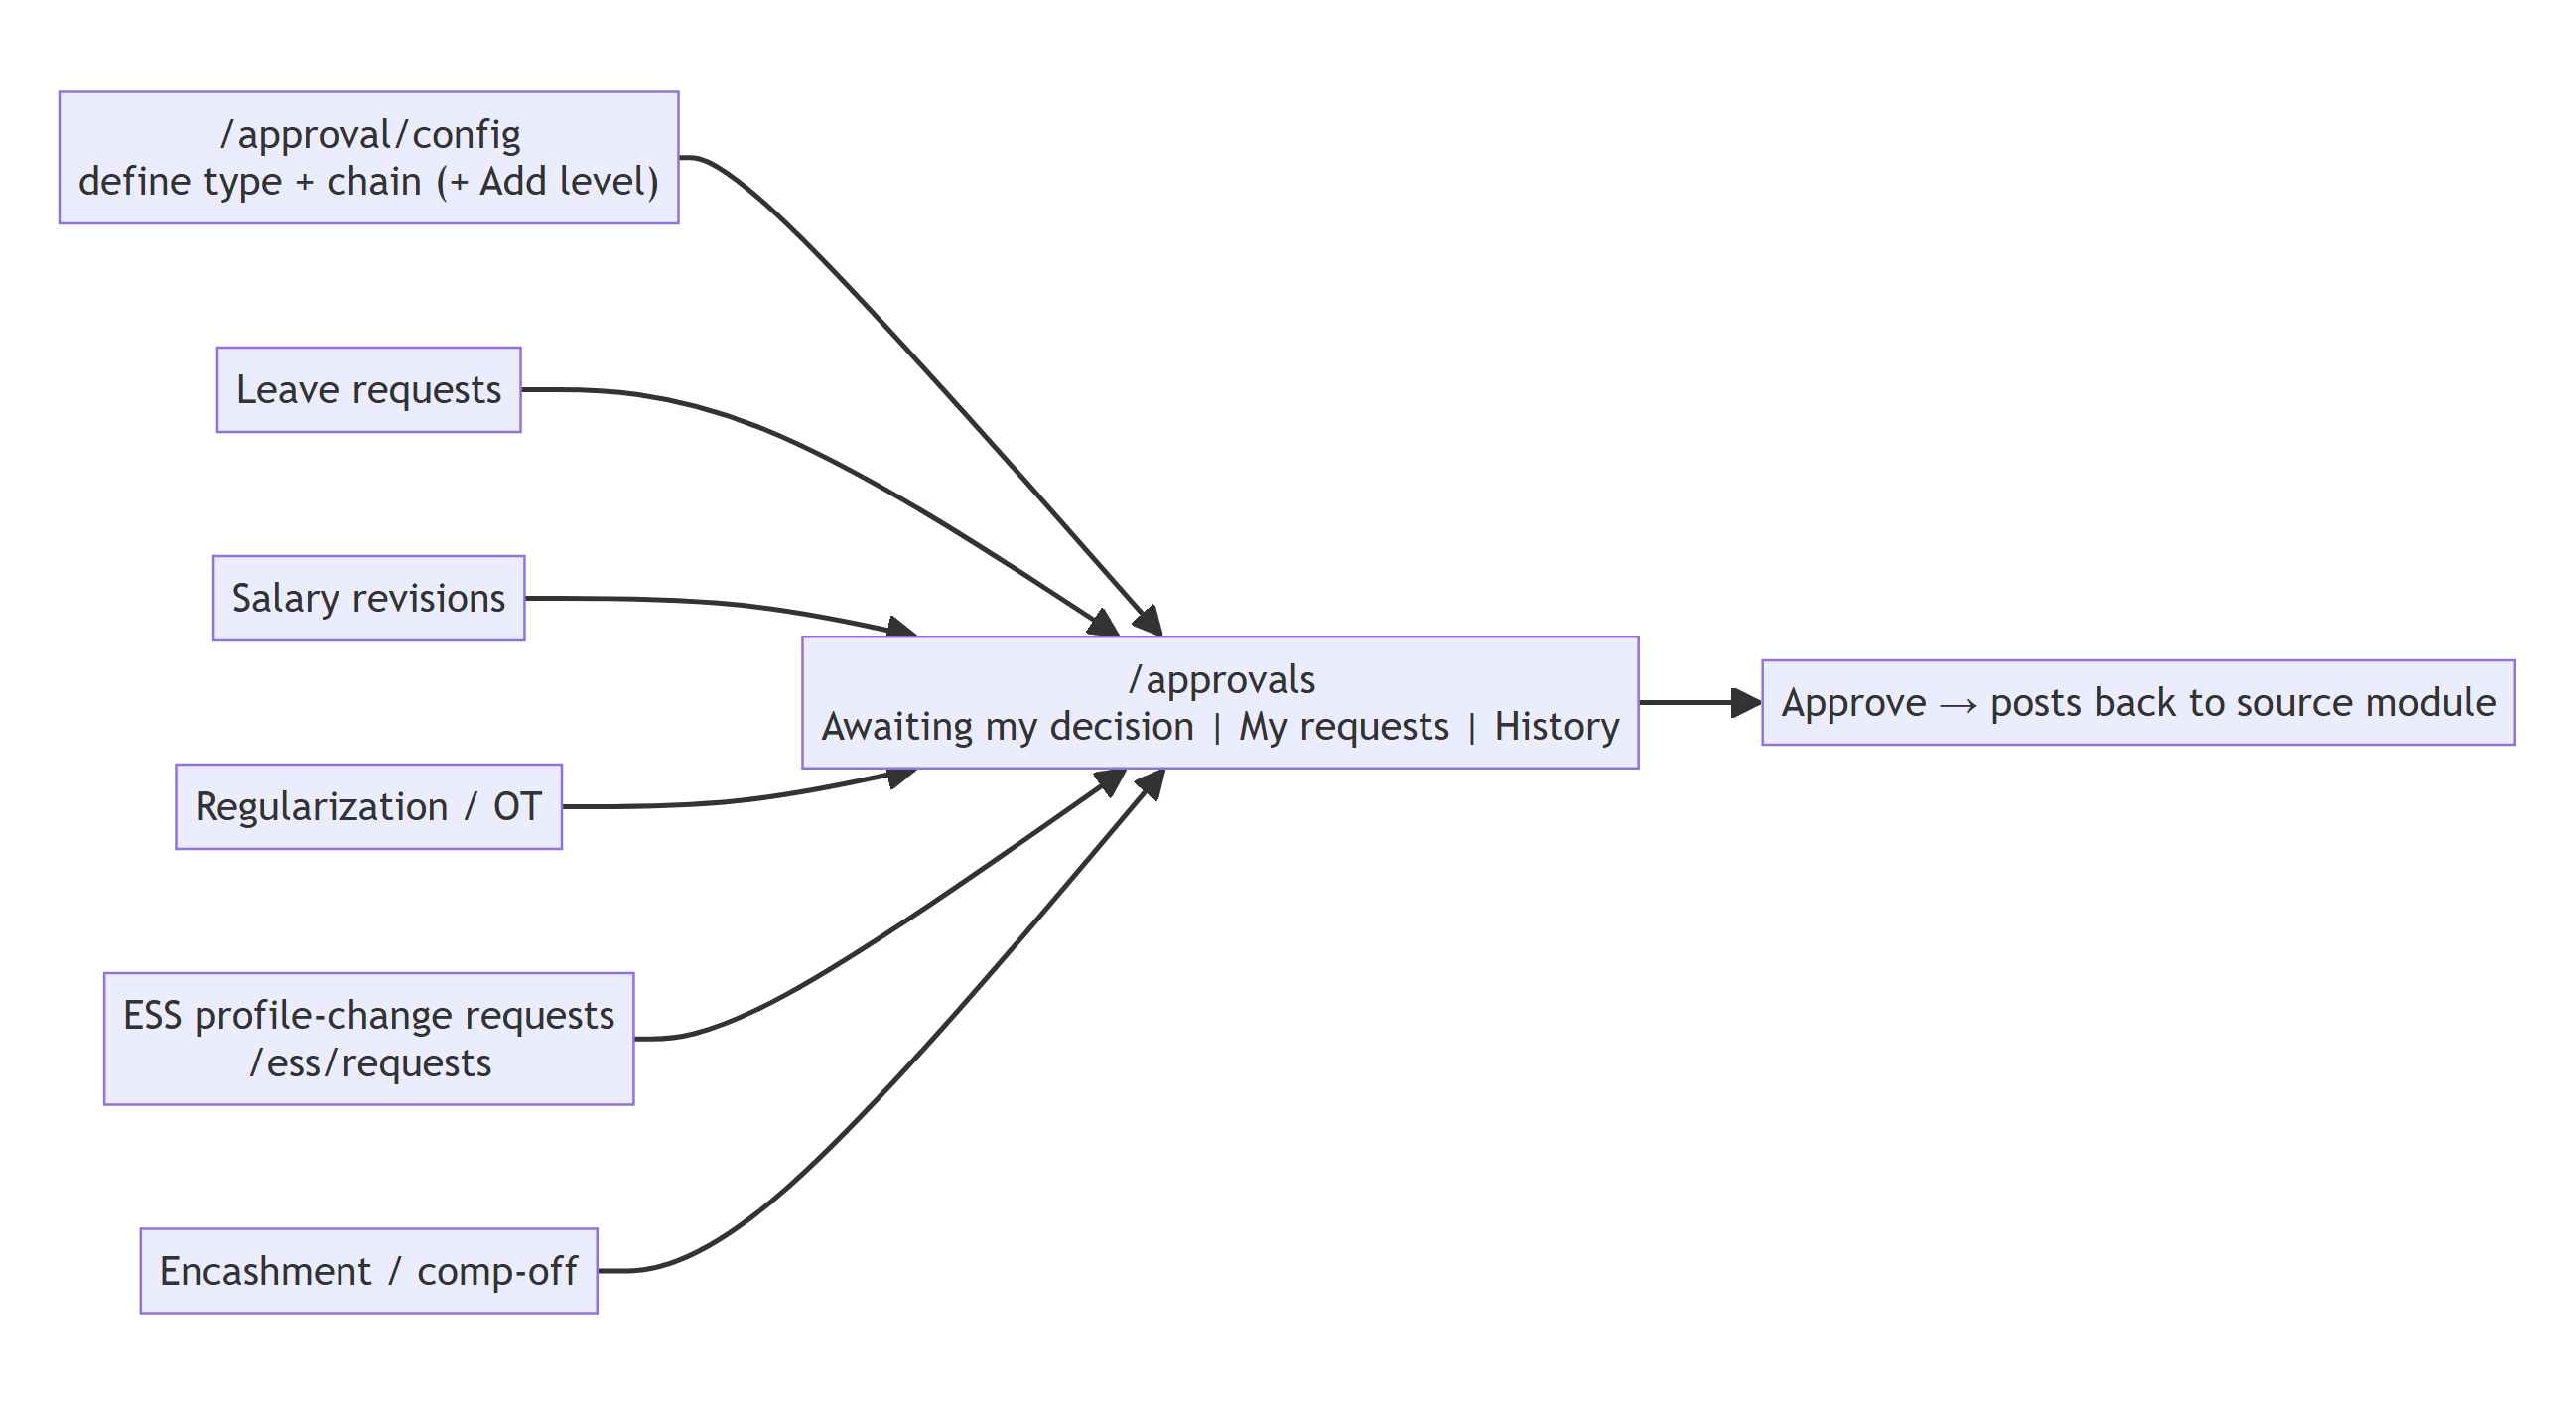 /approval/config
define type + chain (+ Add level)
Leave requests
Salary revisions
Regularization / OT
ESS profile-change requests
/ess/requests
Encashment / comp-off
/approvals
Awaiting my decision | My requests | History
Approve → posts back to source module